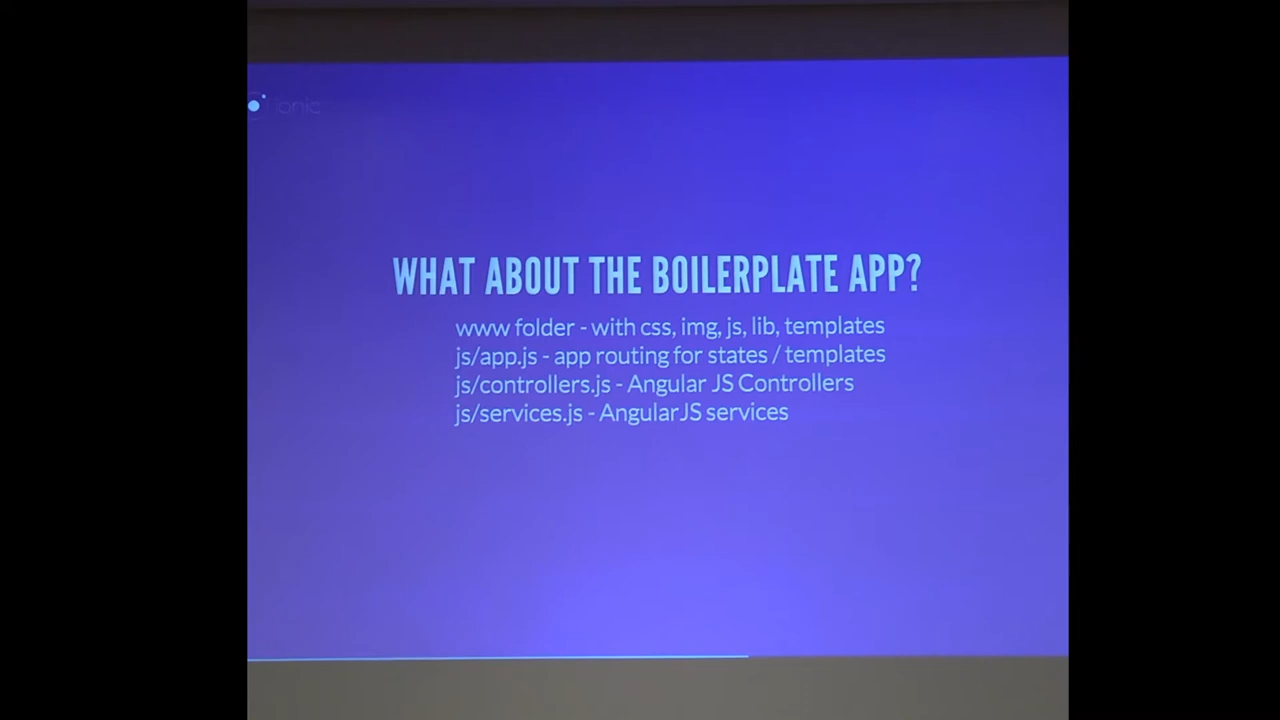 ionic
WHAT ABOUT THE BOILERPLATE APP?
www folder - with css, img, js, lib, templates
js/app.js - app routing for states / templates
js/controllers.js - Angular JS Controllers
js/services.js - AngularJS services